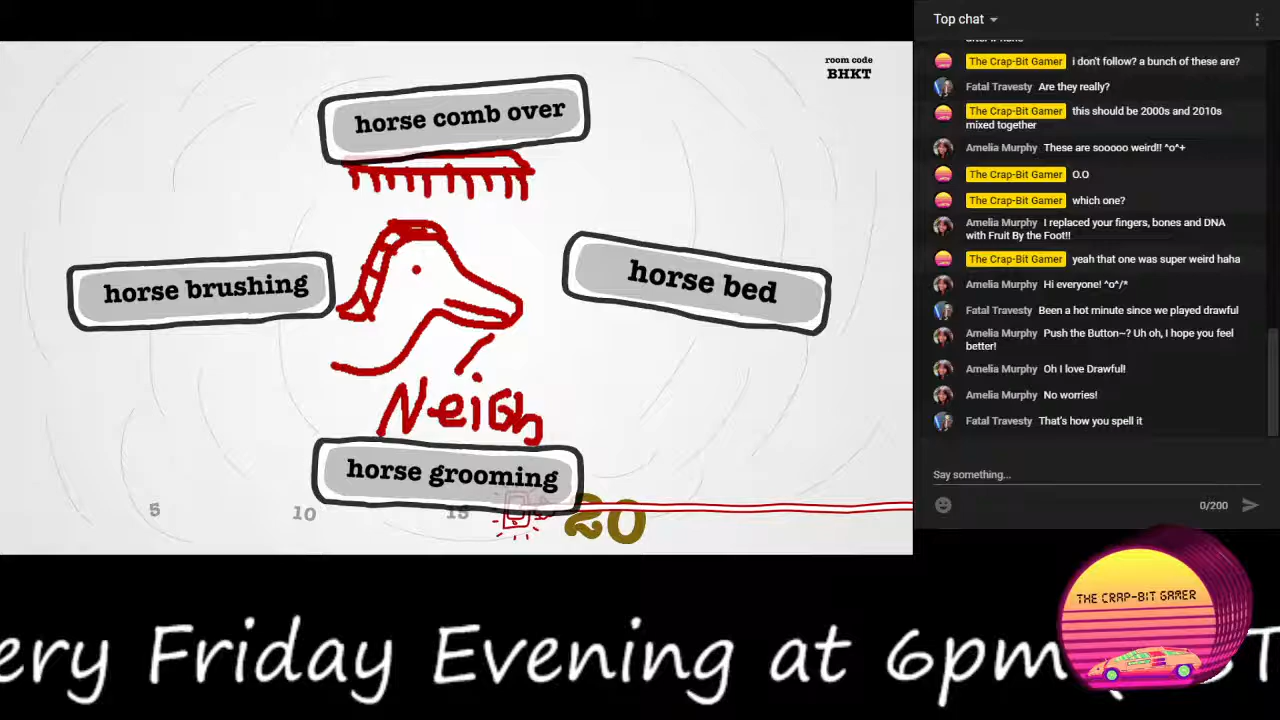 room code
BHKT
horse comb over
horse brushing
horse bed
Neigh
horse grooming
5
10
15
20
Top chat
The Crap-Bit Gamer i don't follow? a bunch of these are?
Fatal Travesty Are they really?
The Crap-Bit Gamer this should be 2000s and 2010s
mixed together
Amelia Murphy These are sooooo weird!! ^o^+
The Crap-Bit Gamer O.O
The Crap-Bit Gamer which one?
Amelia Murphy I replaced your fingers, bones and DNA
with Fruit By the Foot!!
The Crap-Bit Gamer yeah that one was super weird haha
Amelia Murphy Hi everyone! ^o^/*
Fatal Travesty Been a hot minute since we played drawful
Amelia Murphy Push the Button~? Uh oh, I hope you feel
better!
Amelia Murphy Oh I love Drawful!
Amelia Murphy No worries!
Fatal Travesty That's how you spell it
Say something...
0/200
THE CRAP-BIT GAMER
ery Friday Evening at 6pm